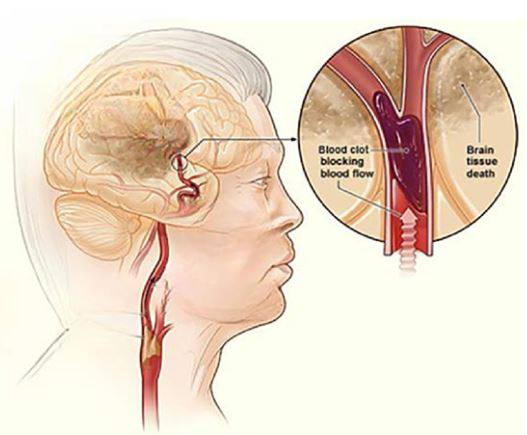 Blood clot
blocking
blood flow
Brain
tissue
death